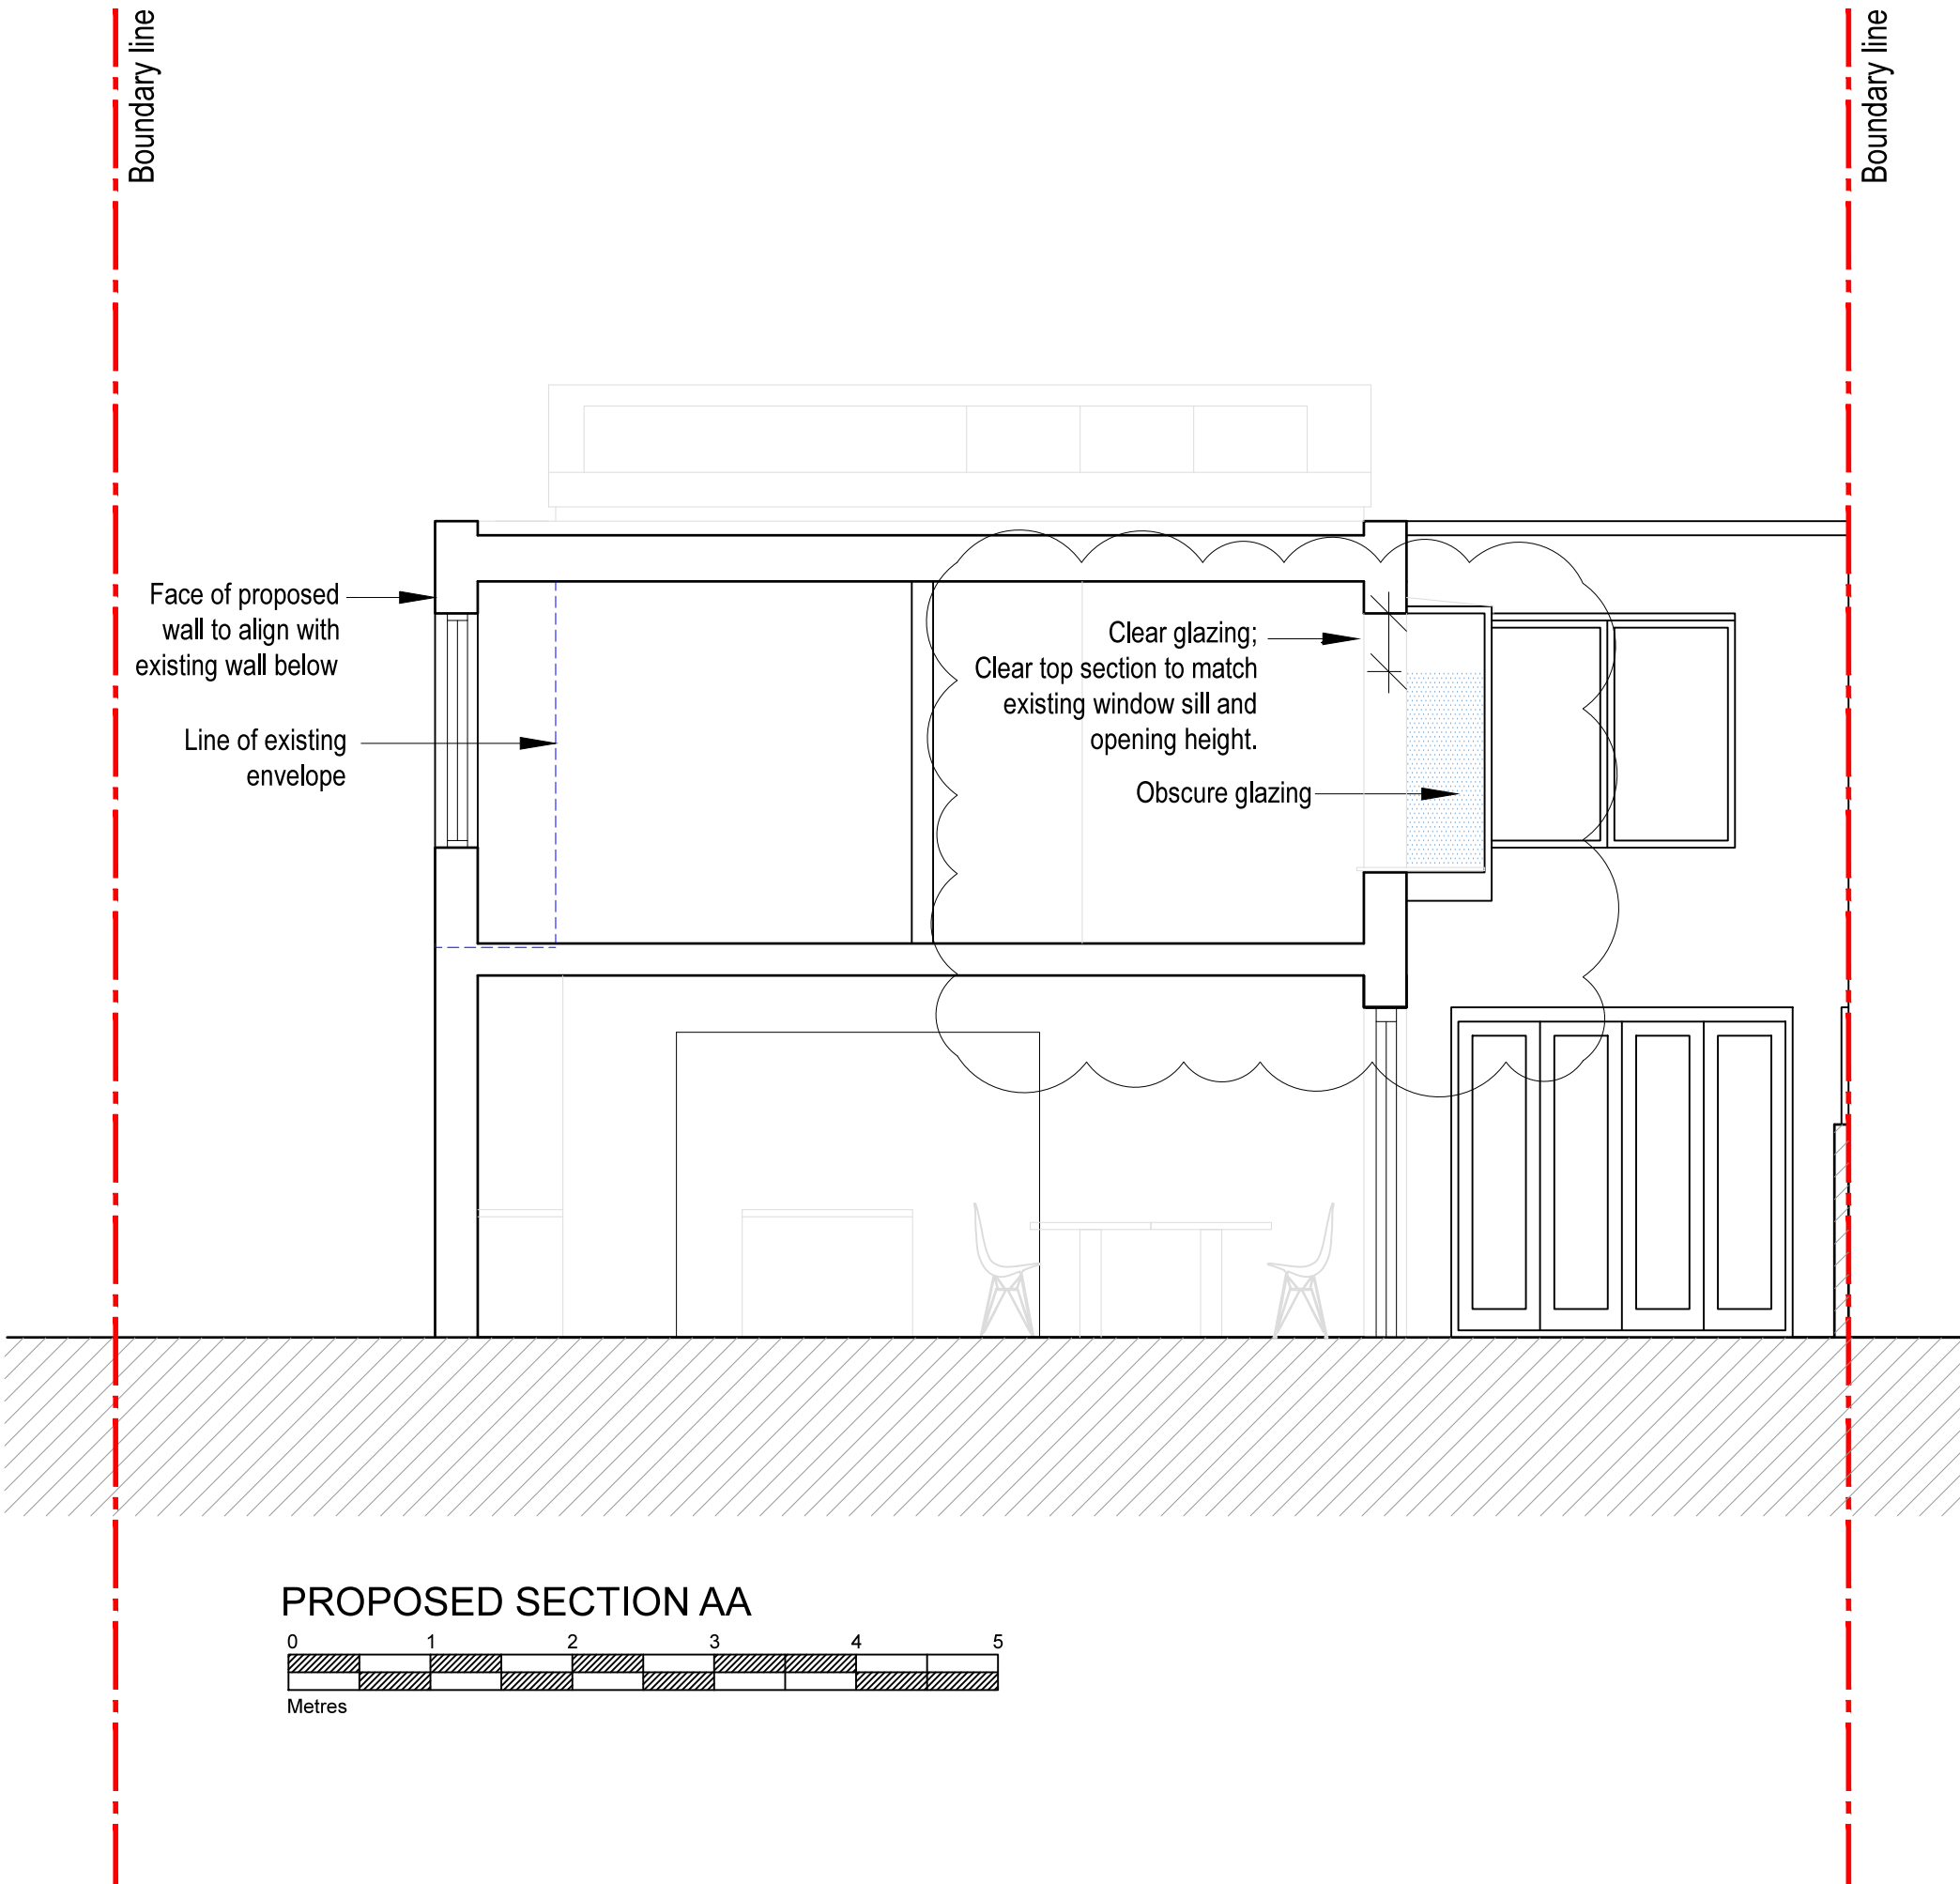 Boundary line
Boundary line
Face of proposed
wall to align with
existing wall below
Line of existing
envelope
Clear glazing;
Clear top section to match
existing window sill and
opening height.
Obscure glazing
PROPOSED SECTION AA
0 1 2 3 4 5
Metres